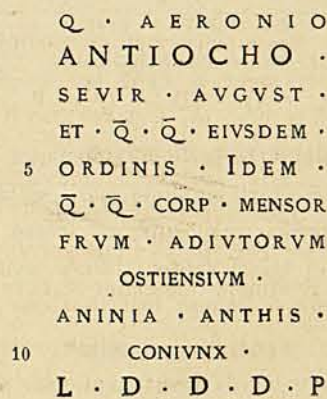 Q · AERONIO
ANTIOCHO ·
SEVIR · AVGVST ·
ET · Q̅ · Q̅ · EIVSDEM ·
5 ORDINIS · IDEM ·
Q̅ · Q̅ · CORP · MENSOR
FRVM · ADIVTORVM
OSTIENSIVM ·
ANINIA · ANTHIS ·
10 CONIVNX ·
L · D · D · D · P